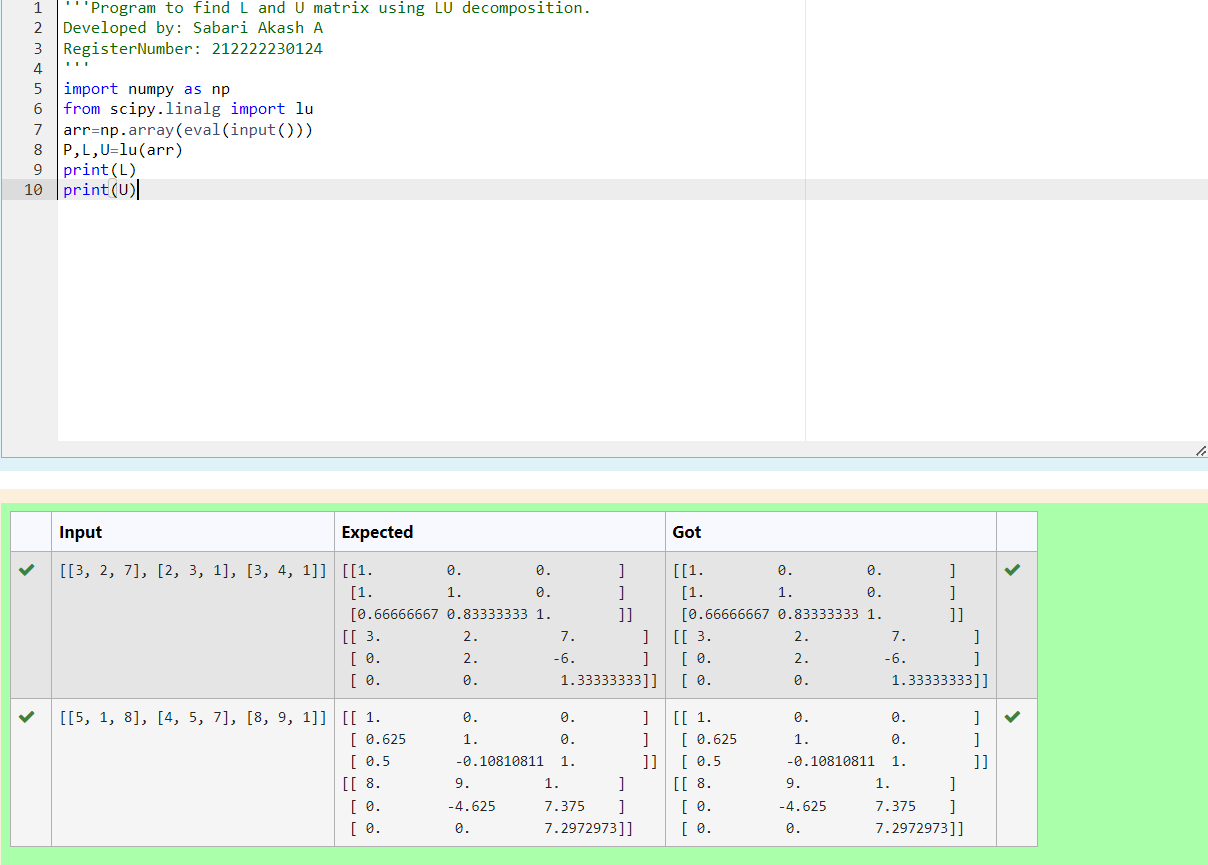 1 '''Program to find L and U matrix using LU decomposition.
2 Developed by: Sabari Akash A
3 RegisterNumber: 212222230124
4 '''
5 import numpy as np
6 from scipy.linalg import lu
7 arr=np.array(eval(input()))
8 P,L,U=lu(arr)
9 print(L)
10 print(U)
Input Expected Got
[[3, 2, 7], [2, 3, 1], [3, 4, 1]] [[1. 0. 0. ] [[1. 0. 0. ]
[1. 1. 0. ] [1. 1. 0. ]
[0.66666667 0.83333333 1. ]] [0.66666667 0.83333333 1. ]]
[[ 3. 2. 7. ] [[ 3. 2. 7. ]
[ 0. 2. -6. ] [ 0. 2. -6. ]
[ 0. 0. 1.33333333]] [ 0. 0. 1.33333333]]
[[5, 1, 8], [4, 5, 7], [8, 9, 1]] [[ 1. 0. 0. ] [[ 1. 0. 0. ]
[ 0.625 1. 0. ] [ 0.625 1. 0. ]
[ 0.5 -0.10810811 1. ]] [ 0.5 -0.10810811 1. ]]
[[ 8. 9. 1. ] [[ 8. 9. 1. ]
[ 0. -4.625 7.375 ] [ 0. -4.625 7.375 ]
[ 0. 0. 7.2972973]] [ 0. 0. 7.2972973]]